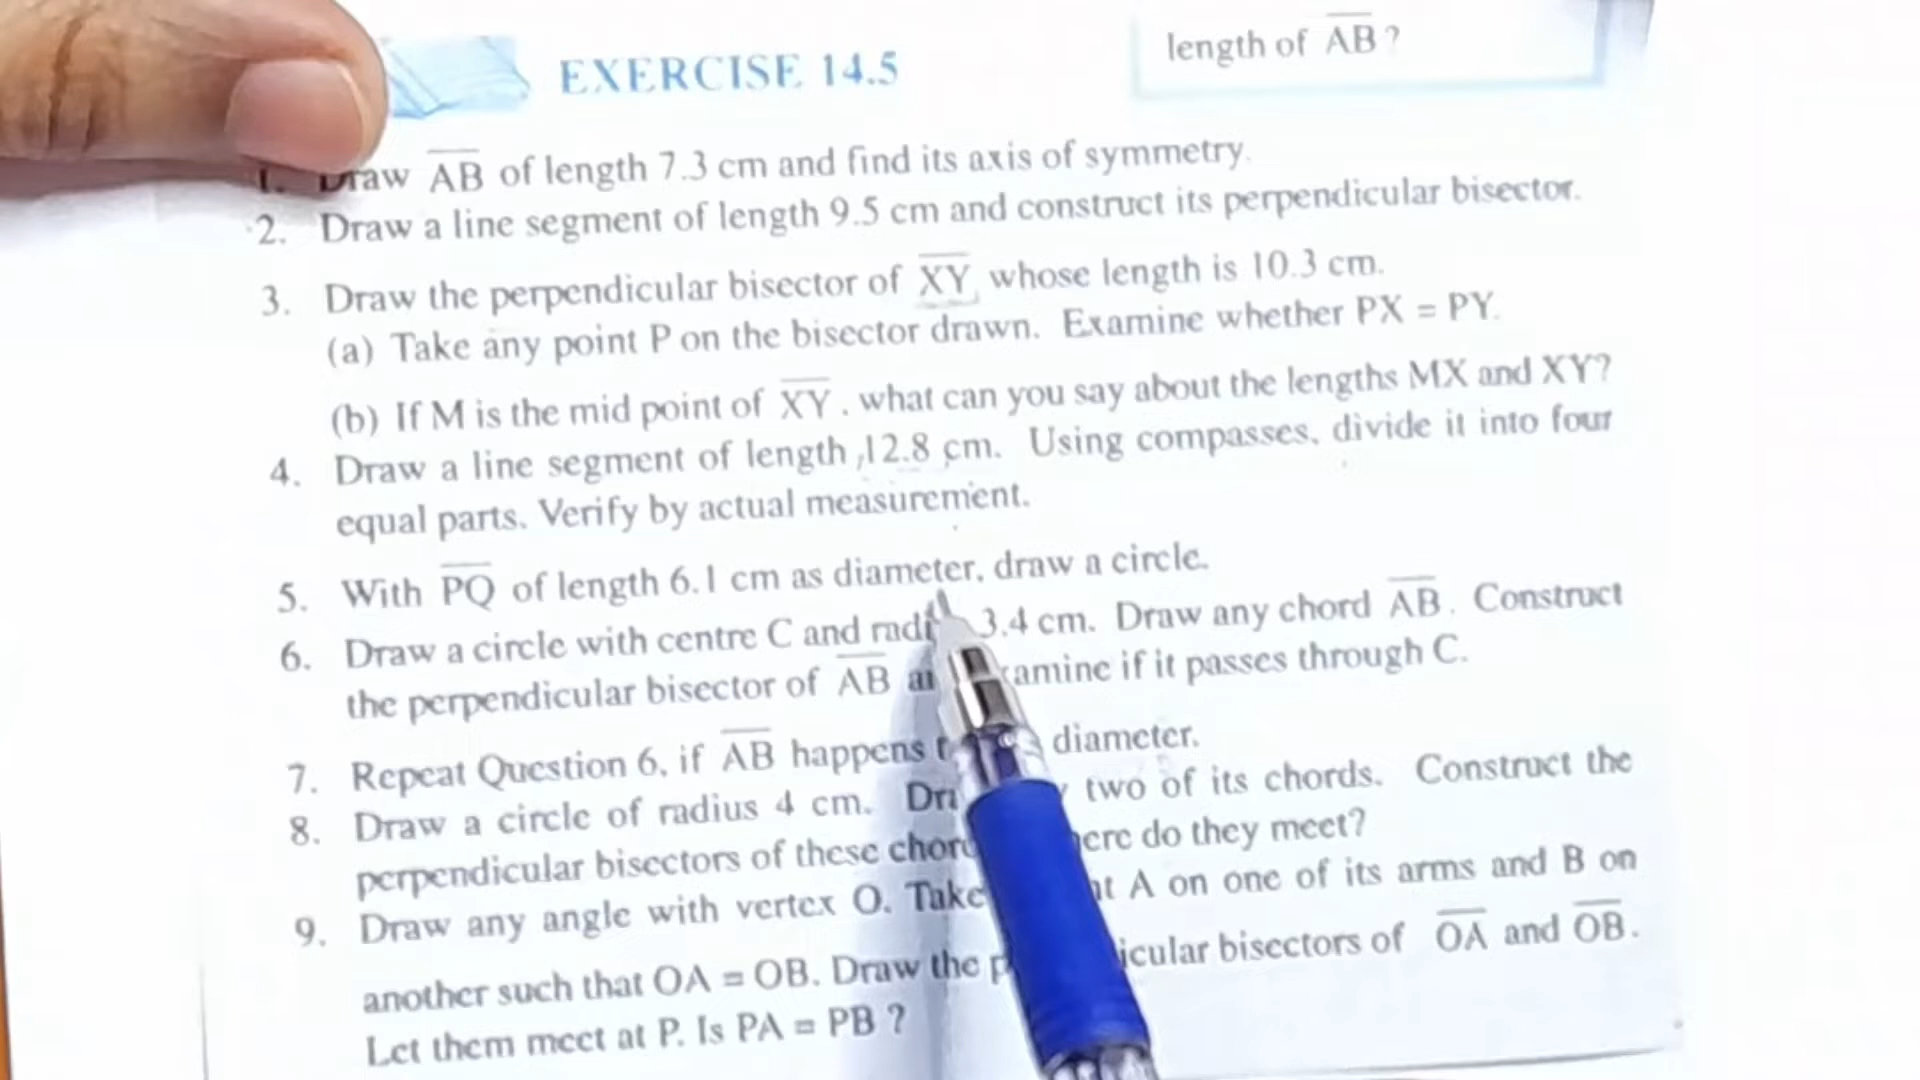 length of AB ?
EXERCISE 14.5
1. Draw AB of length 7.3 cm and find its axis of symmetry.
2. Draw a line segment of length 9.5 cm and construct its perpendicular bisector.
3. Draw the perpendicular bisector of XY whose length is 10.3 cm.
(a) Take any point P on the bisector drawn. Examine whether PX = PY.
(b) If M is the mid point of XY, what can you say about the lengths MX and XY?
4. Draw a line segment of length 12.8 cm. Using compasses, divide it into four
equal parts. Verify by actual measurement.
5. With PQ of length 6.1 cm as diameter, draw a circle.
6. Draw a circle with centre C and radi 3.4 cm. Draw any chord AB. Construct
the perpendicular bisector of AB amine if it passes through C.
7. Repeat Question 6, if AB happens diameter.
8. Draw a circle of radius 4 cm. two of its chords. Construct the
perpendicular bisectors of these chor ere do they meet?
9. Draw any angle with vertex O. Take A on one of its arms and B on
another such that OA = OB. Draw the p icular bisectors of OA and OB.
Let them meet at P. Is PA = PB ?